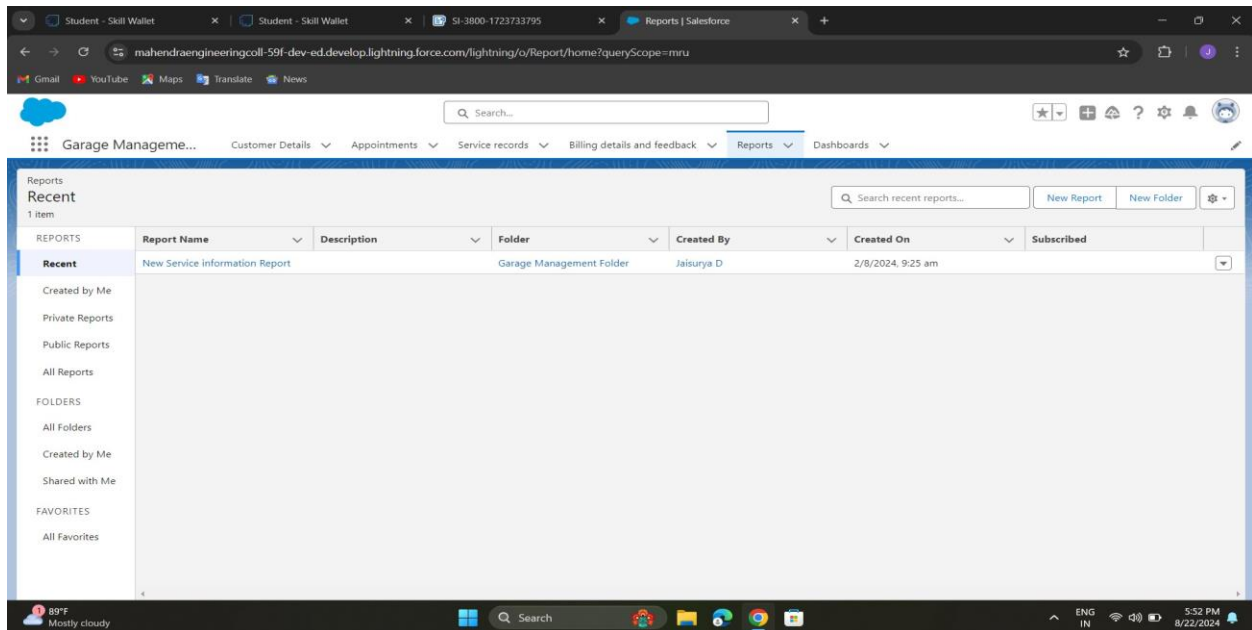 Student - Skill Wallet
Student - Skill Wallet
SI-3800-1723733795
Reports | Salesforce
mahendraengineeringcoll-59f-dev-ed.develop.lightning.force.com/lightning/o/Report/home?queryScope=mru
J
Gmail YouTube Maps Translate News
Search...
Garage Manageme... Customer Details Appointments Service records Billing details and feedback Reports Dashboards
Reports
Recent
1 item
Search recent reports...
New Report New Folder
REPORTS Report Name Description Folder Created By Created On Subscribed
Recent New Service information Report Garage Management Folder Jaisurya D 2/8/2024, 9:25 am
Created by Me
Private Reports
Public Reports
All Reports
FOLDERS
All Folders
Created by Me
Shared with Me
FAVORITES
All Favorites
1 89°F
Mostly cloudy
Search
ENG
IN
5:52 PM
8/22/2024